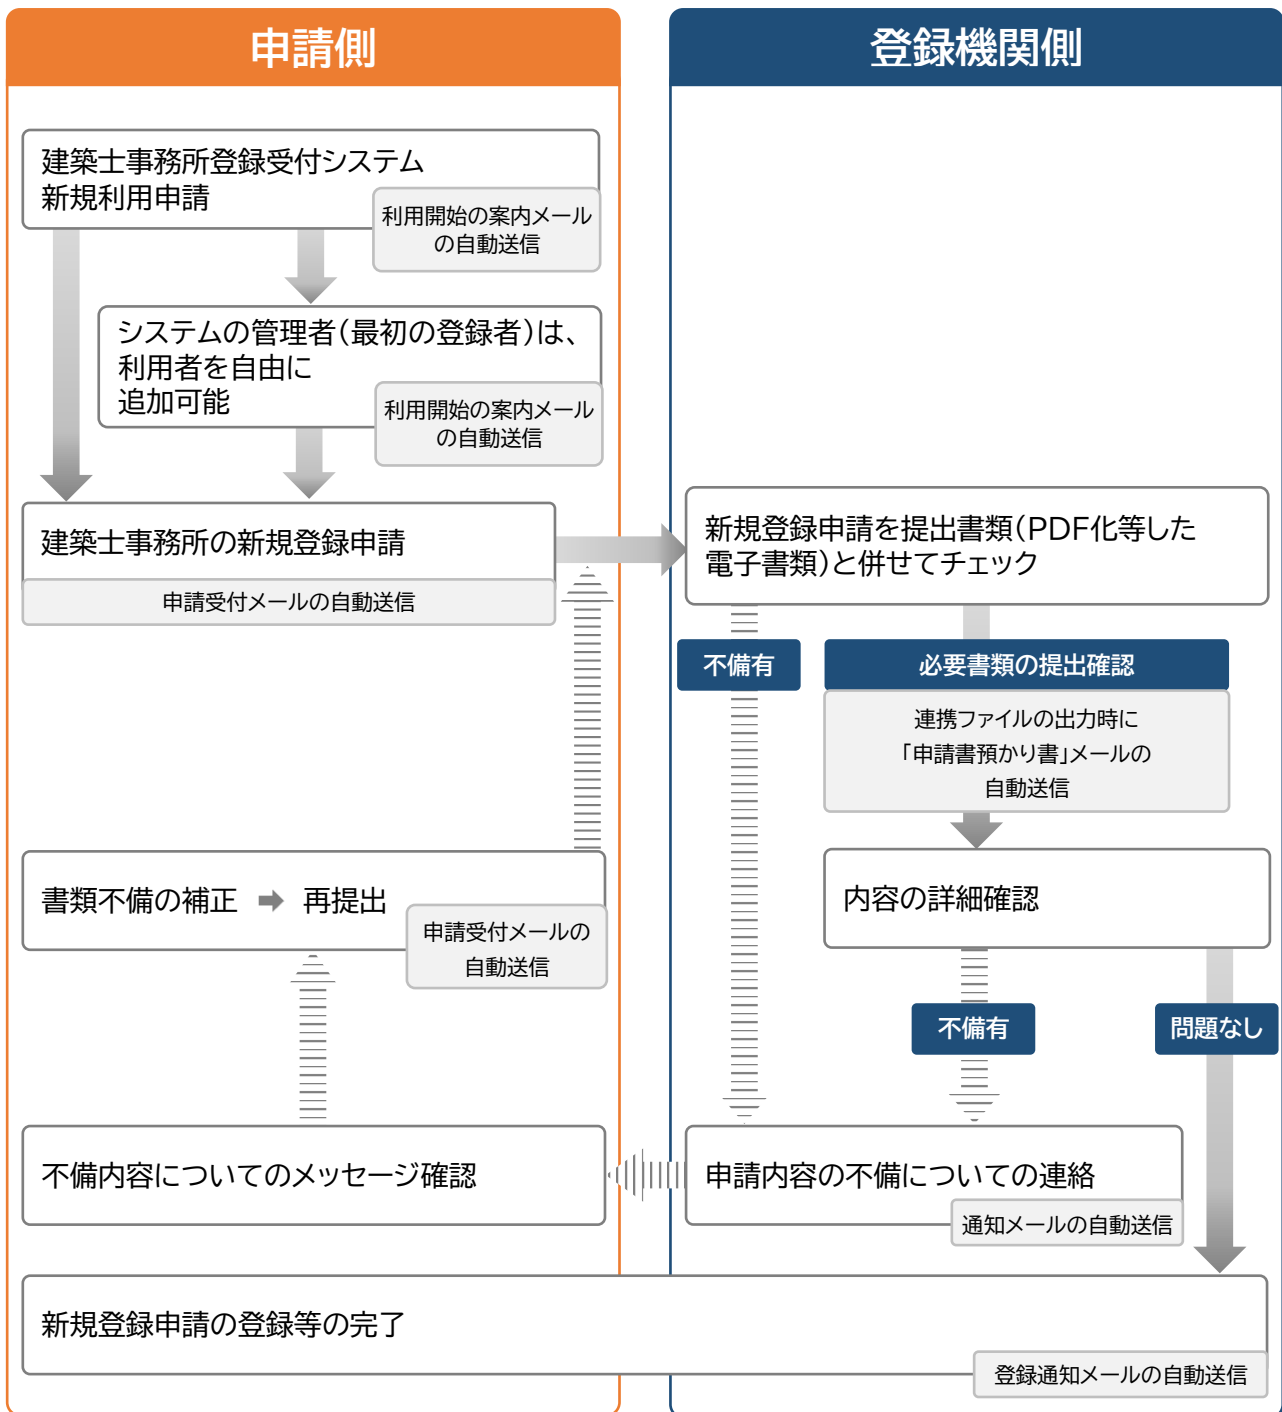 申請側
登録機関側
建築士事務所登録受付システム
新規利用申請
利用開始の案内メール
の自動送信
システムの管理者(最初の登録者)は、
利用者を自由に
追加可能
利用開始の案内メール
の自動送信
建築士事務所の新規登録申請
申請受付メールの自動送信
新規登録申請を提出書類(PDF化等した
電子書類)と併せてチェック
不備有
必要書類の提出確認
連携ファイルの出力時に
「申請書預かり書」メールの
自動送信
書類不備の補正 ➡ 再提出
申請受付メールの
自動送信
内容の詳細確認
不備有
問題なし
不備内容についてのメッセージ確認
申請内容の不備についての連絡
通知メールの自動送信
新規登録申請の登録等の完了
登録通知メールの自動送信